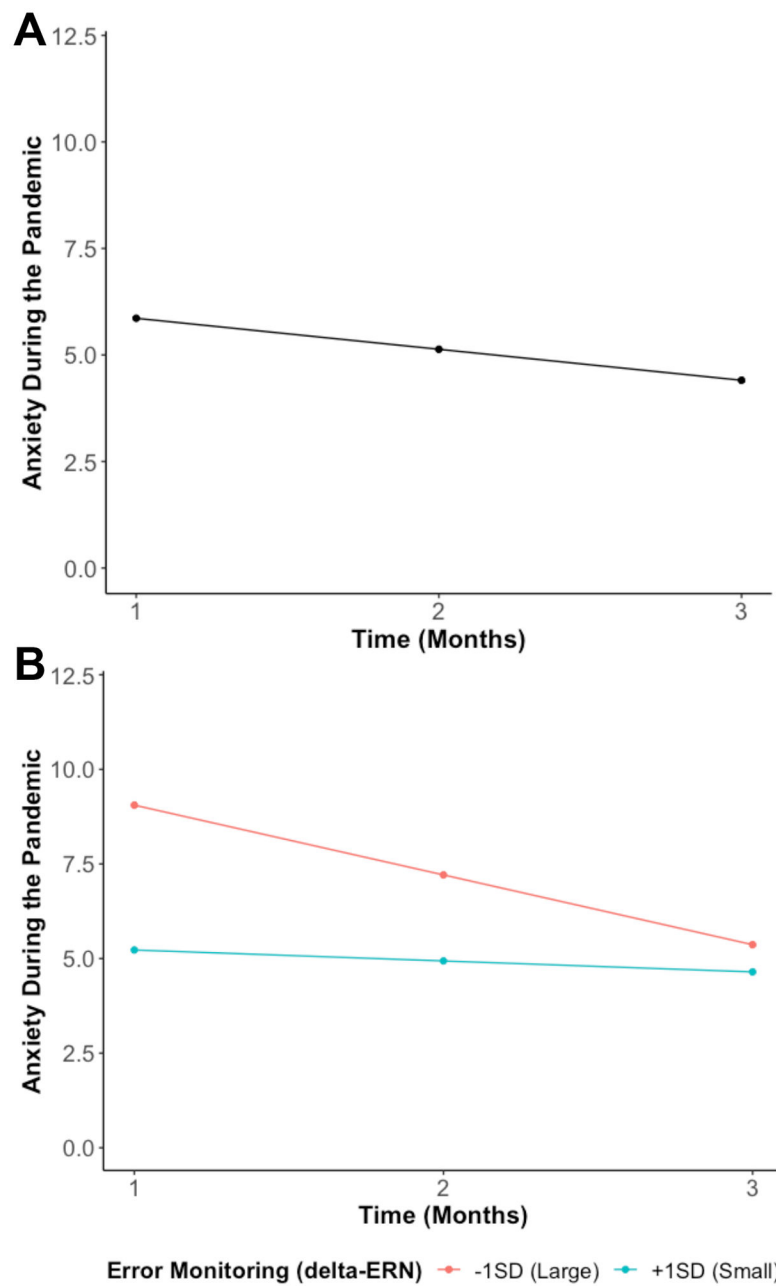 A
12.5
10.0
7.5
5.0
2.5
0.0
Anxiety During the Pandemic
1 2 3
Time (Months)
B
12.5
10.0
7.5
5.0
2.5
0.0
Anxiety During the Pandemic
1 2 3
Time (Months)
Error Monitoring (delta-ERN) -1SD (Large) +1SD (Small)